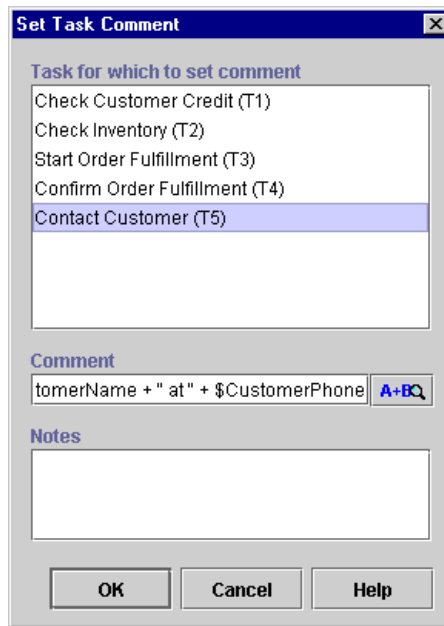 Set Task Comment
Task for which to set comment
Check Customer Credit (T1)
Check Inventory (T2)
Start Order Fulfillment (T3)
Confirm Order Fulfillment (T4)
Contact Customer (T5)
Comment
tomerName + " at " + $CustomerPhone A+B
Notes
OK Cancel Help